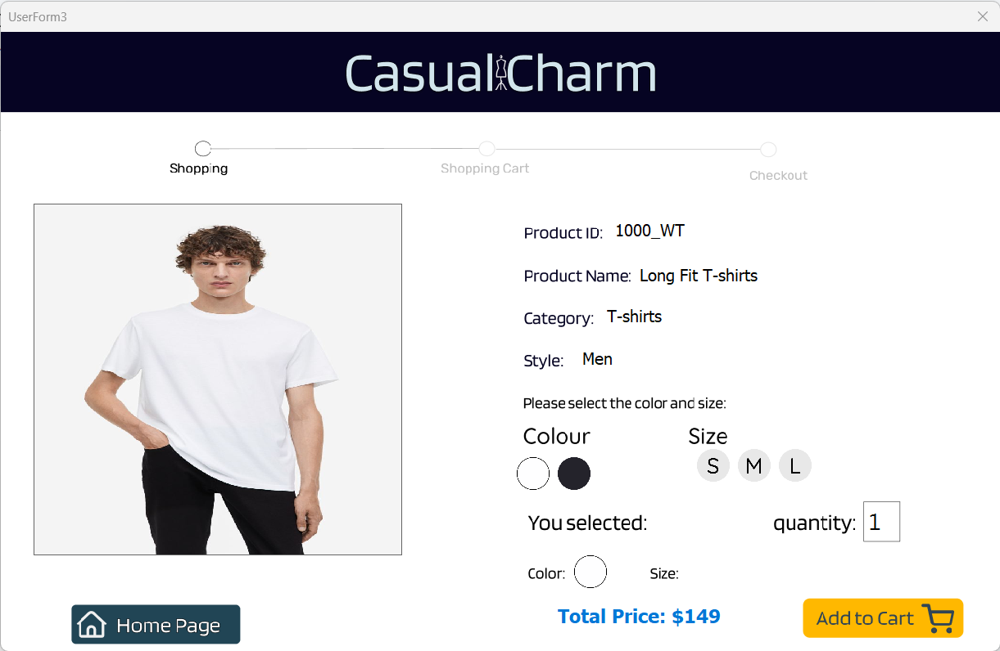 UserForm3
Casual Charm
Shopping
Shopping Cart
Checkout
Product ID: 1000_WT
Product Name: Long Fit T-shirts
Category: T-shirts
Style: Men
Please select the color and size:
Colour Size
S M L
You selected: quantity: 1
Color: Size:
Total Price: $149
Home Page
Add to Cart